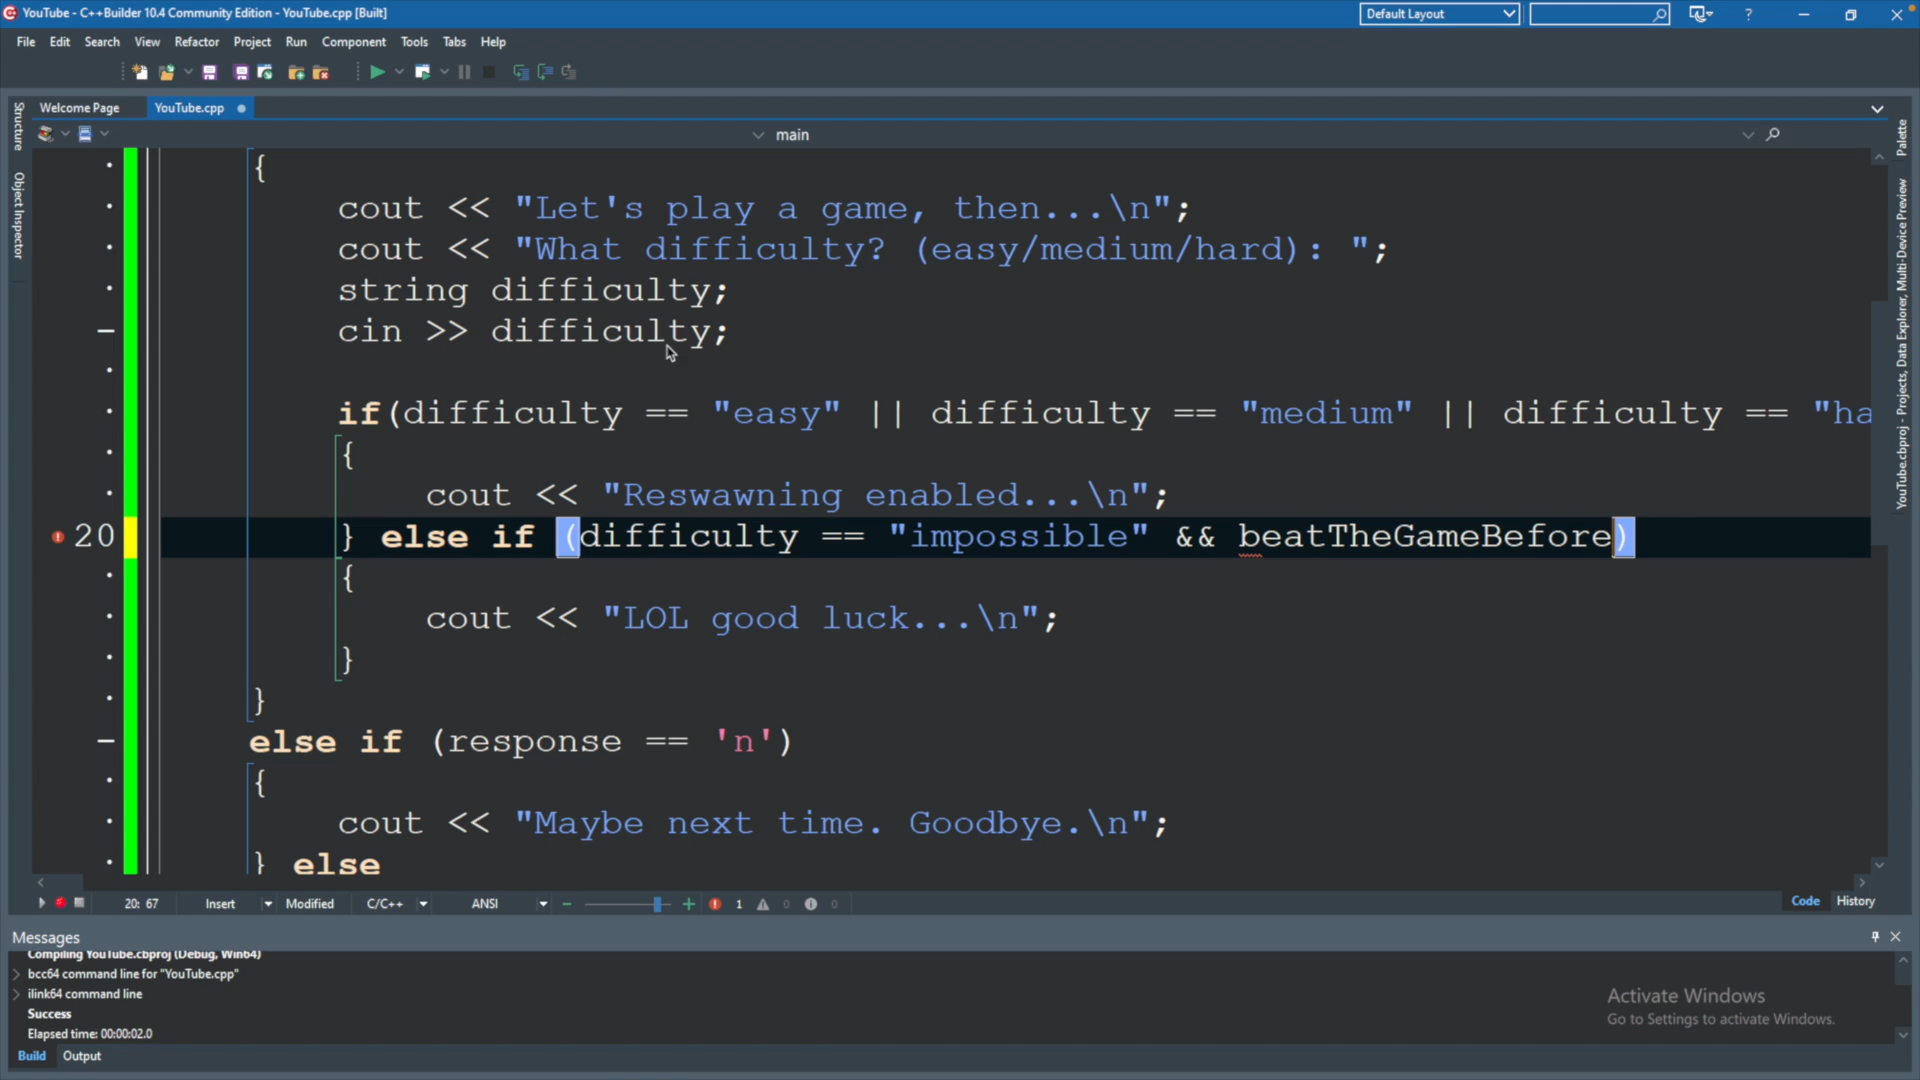 YouTube - C++Builder 10.4 Community Edition - YouTube.cpp [Built]
Default Layout
?
File Edit Search View Refactor Project Run Component Tools Tabs Help
Welcome Page YouTube.cpp
main
Structure
Object Inspector
Palette
YouTube.cbproj - Projects, Data Explorer, Multi-Device Preview
{
cout << "Let's play a game, then...\n";
cout << "What difficulty? (easy/medium/hard): ";
string difficulty;
cin >> difficulty;
if(difficulty == "easy" || difficulty == "medium" || difficulty == "ha
{
cout << "Reswawning enabled...\n";
20 } else if (difficulty == "impossible" && beatTheGameBefore)
{
cout << "LOL good luck...\n";
}
}
else if (response == 'n')
{
cout << "Maybe next time. Goodbye.\n";
} else
20: 67 Insert Modified C/C++ ANSI 1 0 0
Code History
Messages
Compiling YouTube.cbproj (Debug, Win64)
bcc64 command line for "YouTube.cpp"
ilink64 command line
Success
Elapsed time: 00:00:02.0
Build Output
Activate Windows
Go to Settings to activate Windows.